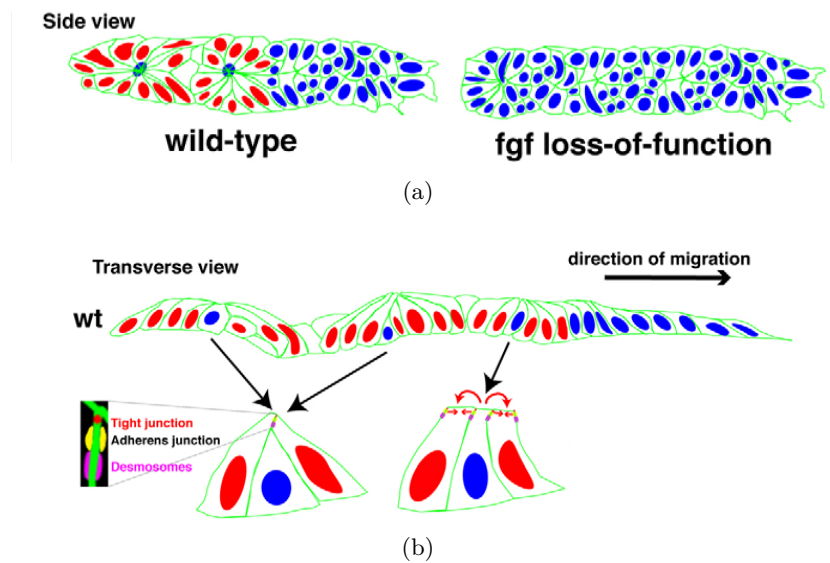 Side view
wild-type
fgf loss-of-function
(a)
Transverse view
direction of migration
wt
Tight junction
Adherens junction
Desmosomes
(b)